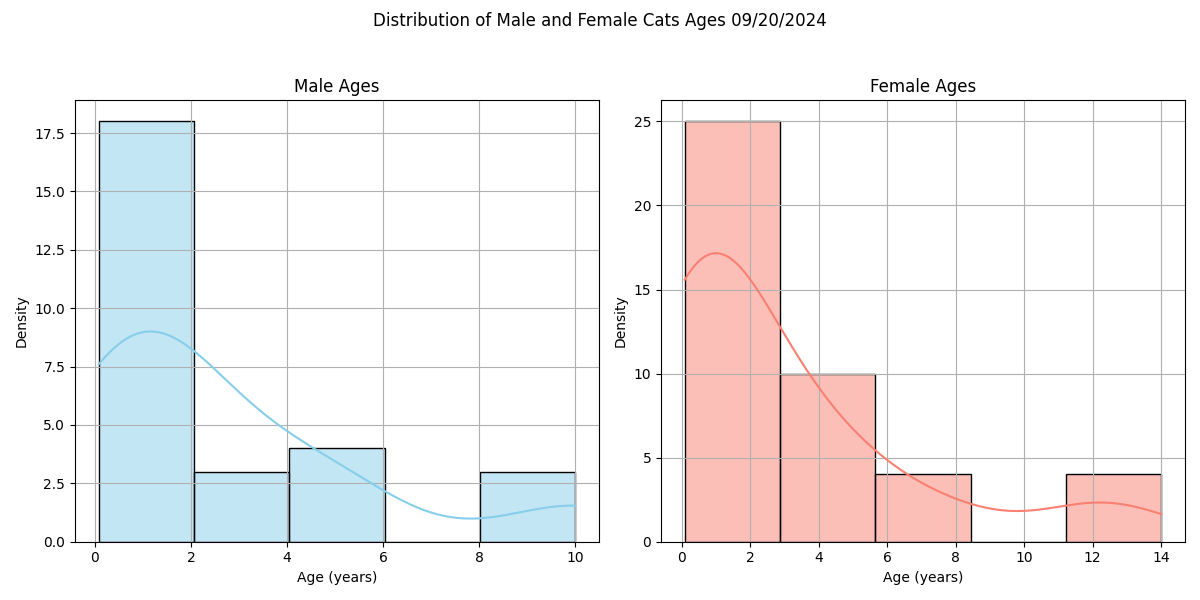 Distribution of Male and Female Cats Ages 09/20/2024
Male Ages
Density
17.5
15.0
12.5
10.0
7.5
5.0
2.5
0.0
0 2 4 6 8 10
Age (years)
Female Ages
Density
25
20
15
10
5
0
0 2 4 6 8 10 12 14
Age (years)